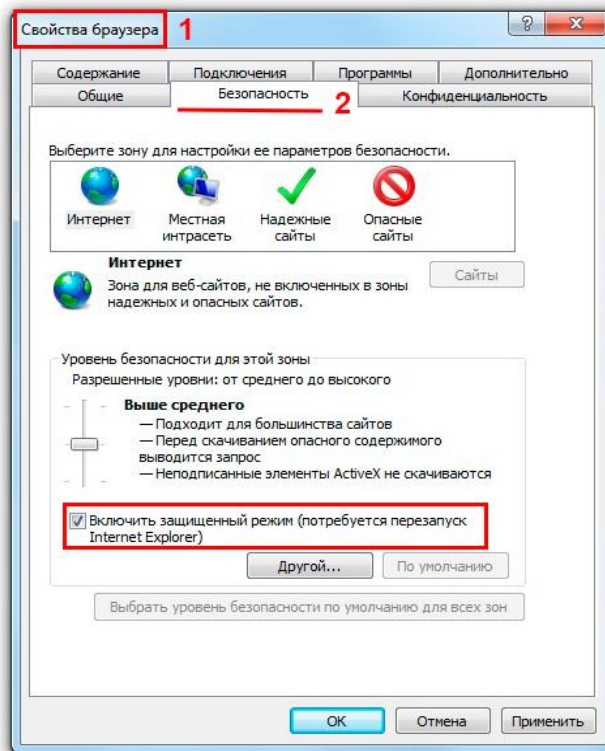 Свойства браузера 1
Содержание Подключения Программы Дополнительно
Общие Безопасность 2 Конфиденциальность
Выберите зону для настройки ее параметров безопасности.
Интернет Местная интрасеть Надежные сайты Опасные сайты
Интернет
Зона для веб-сайтов, не включенных в зоны
надежных и опасных сайтов.
Сайты
Уровень безопасности для этой зоны
Разрешенные уровни: от среднего до высокого
Выше среднего
— Подходит для большинства сайтов
— Перед скачиванием опасного содержимого
выводится запрос
— Неподписанные элементы ActiveX не скачиваются
Включить защищенный режим (потребуется перезапуск
Internet Explorer)
Другой... По умолчанию
Выбрать уровень безопасности по умолчанию для всех зон
ОК Отмена Применить